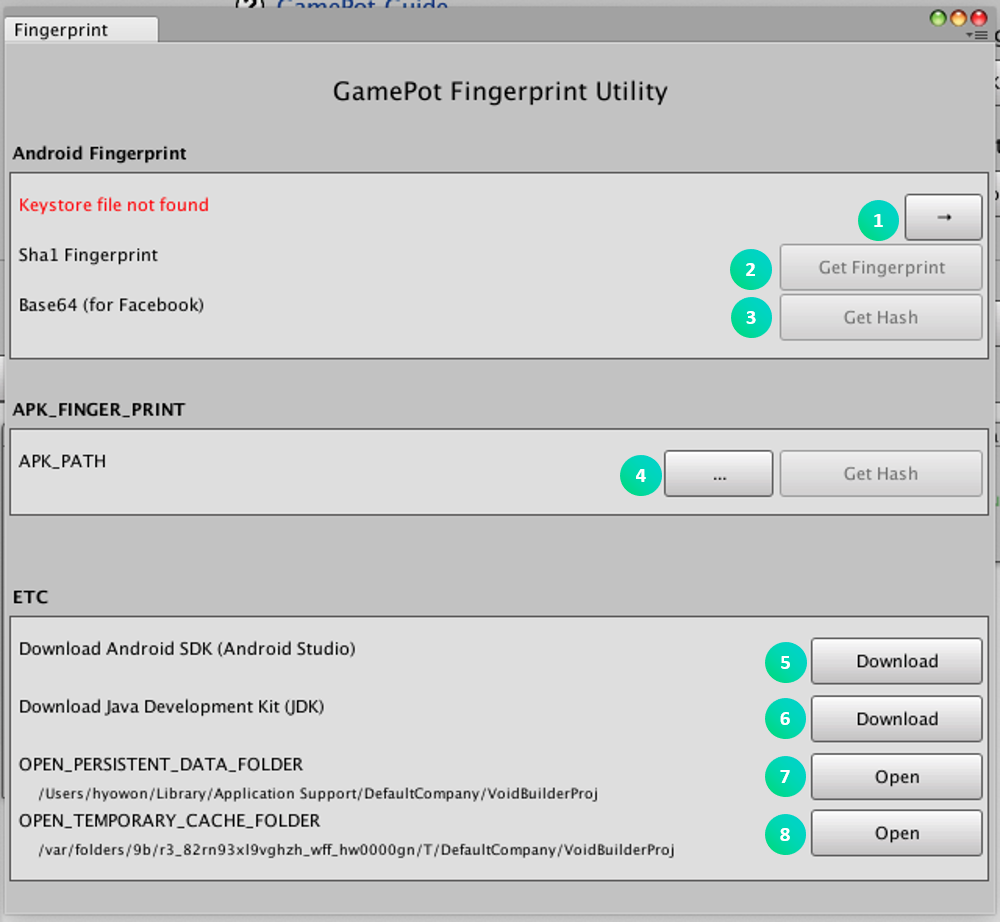 GamePot Guide
Fingerprint
GamePot Fingerprint Utility
Android Fingerprint
Keystore file not found
1 →
Sha1 Fingerprint
2 Get Fingerprint
Base64 (for Facebook)
3 Get Hash
APK_FINGER_PRINT
APK_PATH
4 ... Get Hash
ETC
Download Android SDK (Android Studio)
5 Download
Download Java Development Kit (JDK)
6 Download
OPEN_PERSISTENT_DATA_FOLDER
7 Open
/Users/hyowon/Library/Application Support/DefaultCompany/VoidBuilderProj
OPEN_TEMPORARY_CACHE_FOLDER
8 Open
/var/folders/9b/r3_82rn93xl9vghzh_wff_hw0000gn/T/DefaultCompany/VoidBuilderProj